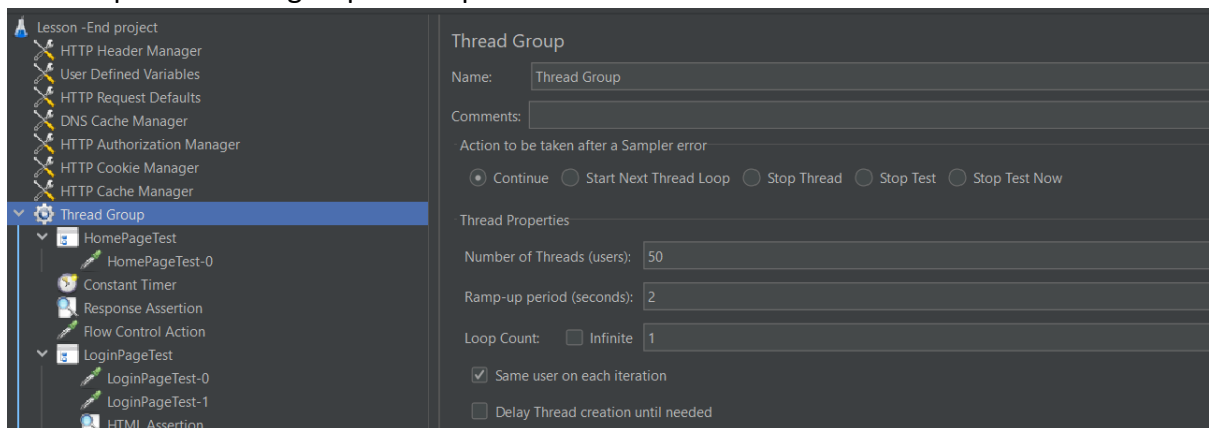 Lesson -End project
HTTP Header Manager
User Defined Variables
HTTP Request Defaults
DNS Cache Manager
HTTP Authorization Manager
HTTP Cookie Manager
HTTP Cache Manager
Thread Group
HomePageTest
HomePageTest-0
Constant Timer
Response Assertion
Flow Control Action
LoginPageTest
LoginPageTest-0
LoginPageTest-1
HTML Assertion
Thread Group
Name: Thread Group
Comments:
Action to be taken after a Sampler error
Continue Start Next Thread Loop Stop Thread Stop Test Stop Test Now
Thread Properties
Number of Threads (users): 50
Ramp-up period (seconds): 2
Loop Count: Infinite 1
Same user on each iteration
Delay Thread creation until needed